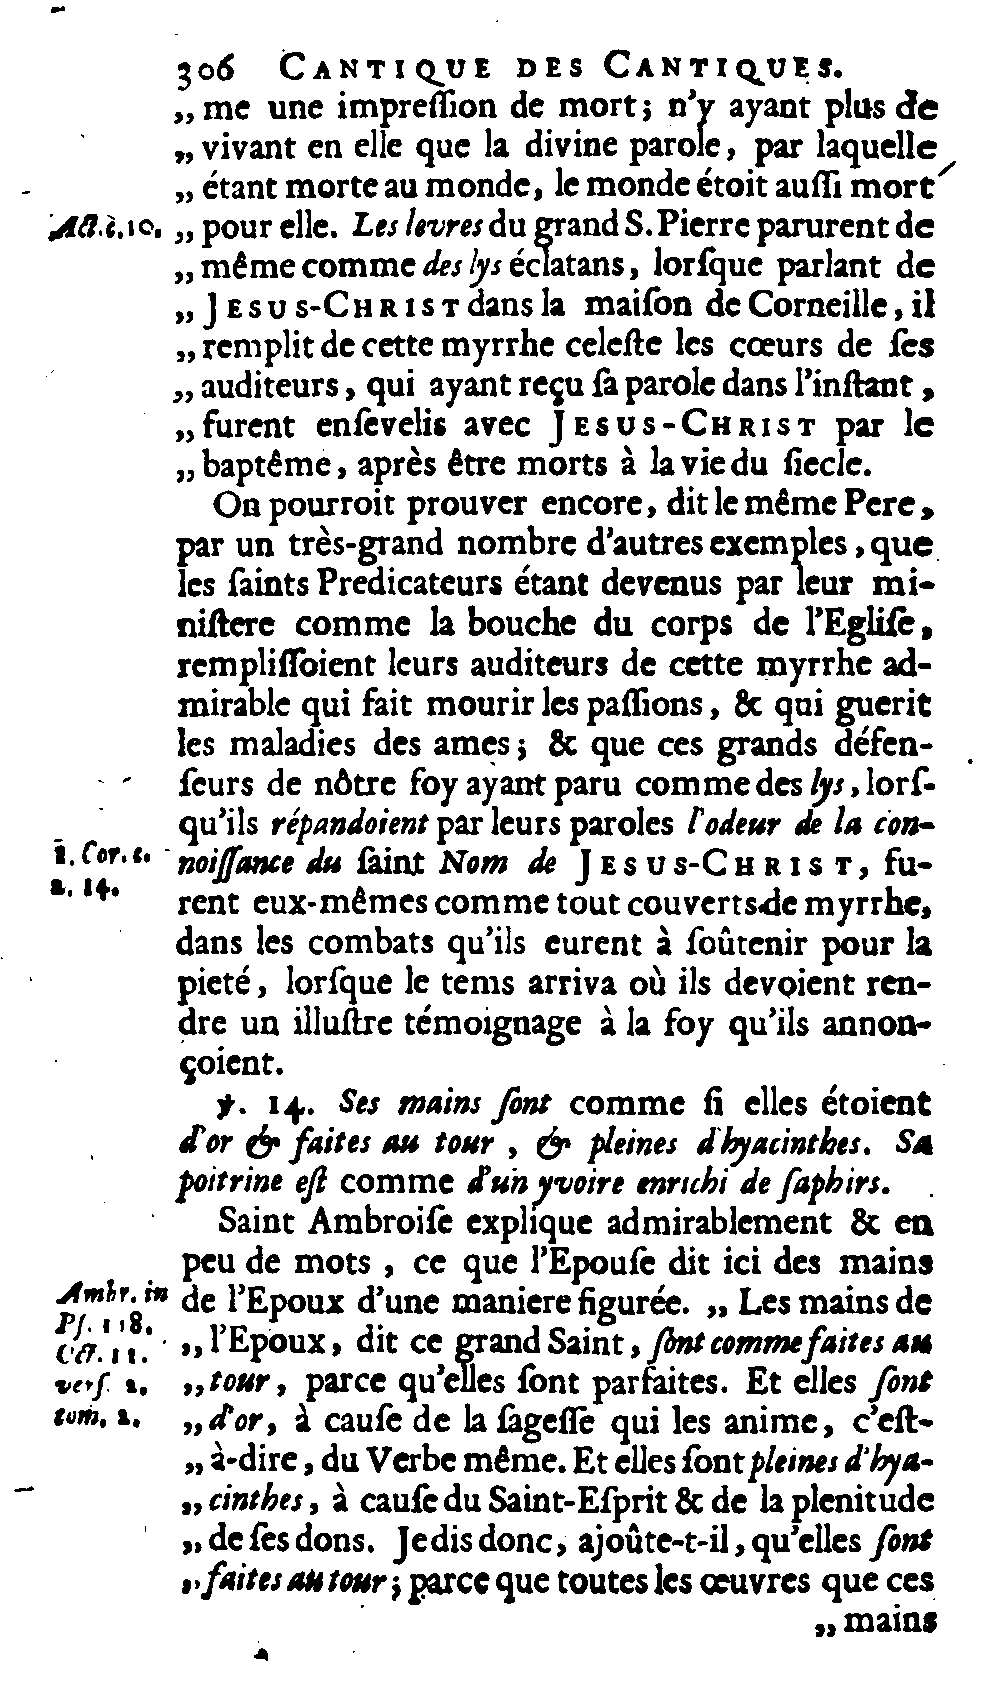 306 CANTIQUE DES CANTIQUES.
„ me une impreſſion de mort; n'y ayant plus de
„ vivant en elle que la divine parole, par laquelle
„ étant morte au monde, le monde étoit auſſi mort
Act. c. 10. „ pour elle. Les levres du grand S. Pierre parurent de
„ même comme des lys éclatans, lorſque parlant de
„ JESUS-CHRIST dans la maiſon de Corneille, il
„ remplit de cette myrrhe celeſte les cœurs de ſes
„ auditeurs, qui ayant reçu ſa parole dans l'inſtant,
„ furent enſevelis avec JESUS-CHRIST par le
„ baptême, après être morts à la vie du ſiecle.
On pourroit prouver encore, dit le même Pere,
par un très-grand nombre d'autres exemples, que
les ſaints Predicateurs étant devenus par leur mi-
niſtere comme la bouche du corps de l'Egliſe,
rempliſſoient leurs auditeurs de cette myrrhe ad-
mirable qui fait mourir les paſſions, & qui guerit
les maladies des ames; & que ces grands défen-
ſeurs de nôtre foy ayant paru comme des lys, lorſ-
qu'ils répandoient par leurs paroles l'odeur de la con-
2. Cor. c. noiſſance du ſaint Nom de JESUS-CHRIST, fu-
2. 14. rent eux-mêmes comme tout couverts de myrrhe,
dans les combats qu'ils eurent à ſoûtenir pour la
pieté, lorſque le tems arriva où ils devoient ren-
dre un illuſtre témoignage à la foy qu'ils annon-
çoient.
℣. 14. Ses mains ſont comme ſi elles étoient
d'or & faites au tour, & pleines d'hyacinthes. Sa
poitrine eſt comme d'un yvoire enrichi de ſaphirs.
Saint Ambroiſe explique admirablement & en
peu de mots, ce que l'Epouſe dit ici des mains
Ambr. in de l'Epoux d'une maniere figurée. „ Les mains de
Pſ. 118. „ l'Epoux, dit ce grand Saint, ſont comme faites au
Oct. 11.
verſ. 2. „ tour, parce qu'elles ſont parfaites. Et elles ſont
tom. 2. „ d'or, à cauſe de la ſageſſe qui les anime, c'eſt-
„ à-dire, du Verbe même. Et elles ſont pleines d'hya-
„ cinthes, à cauſe du Saint-Eſprit & de la plenitude
„ de ſes dons. Je dis donc, ajoûte-t-il, qu'elles ſont
„ faites au tour; parce que toutes les œuvres que ces
„ mains